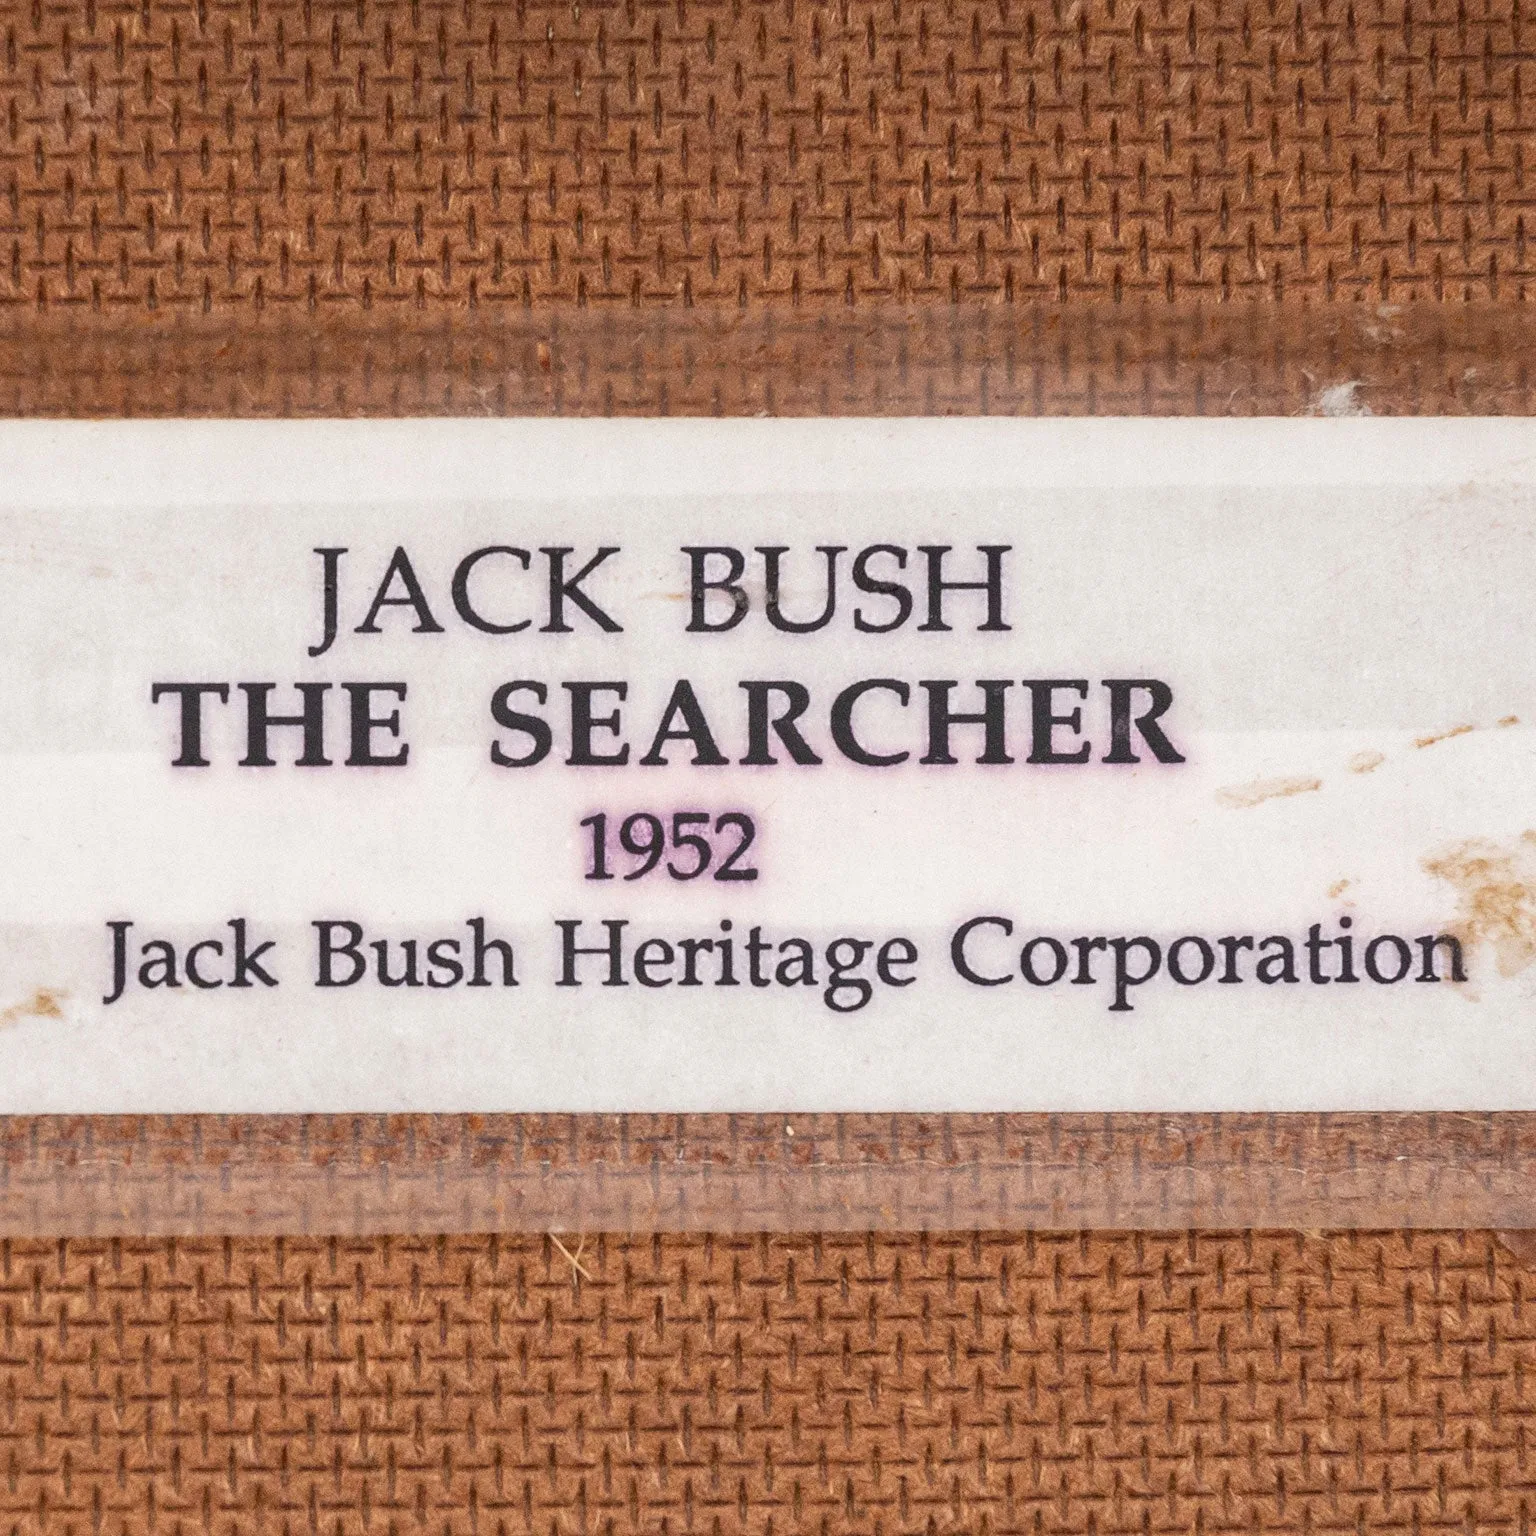 JACK BUSH
THE SEARCHER
1952
Jack Bush Heritage Corporation